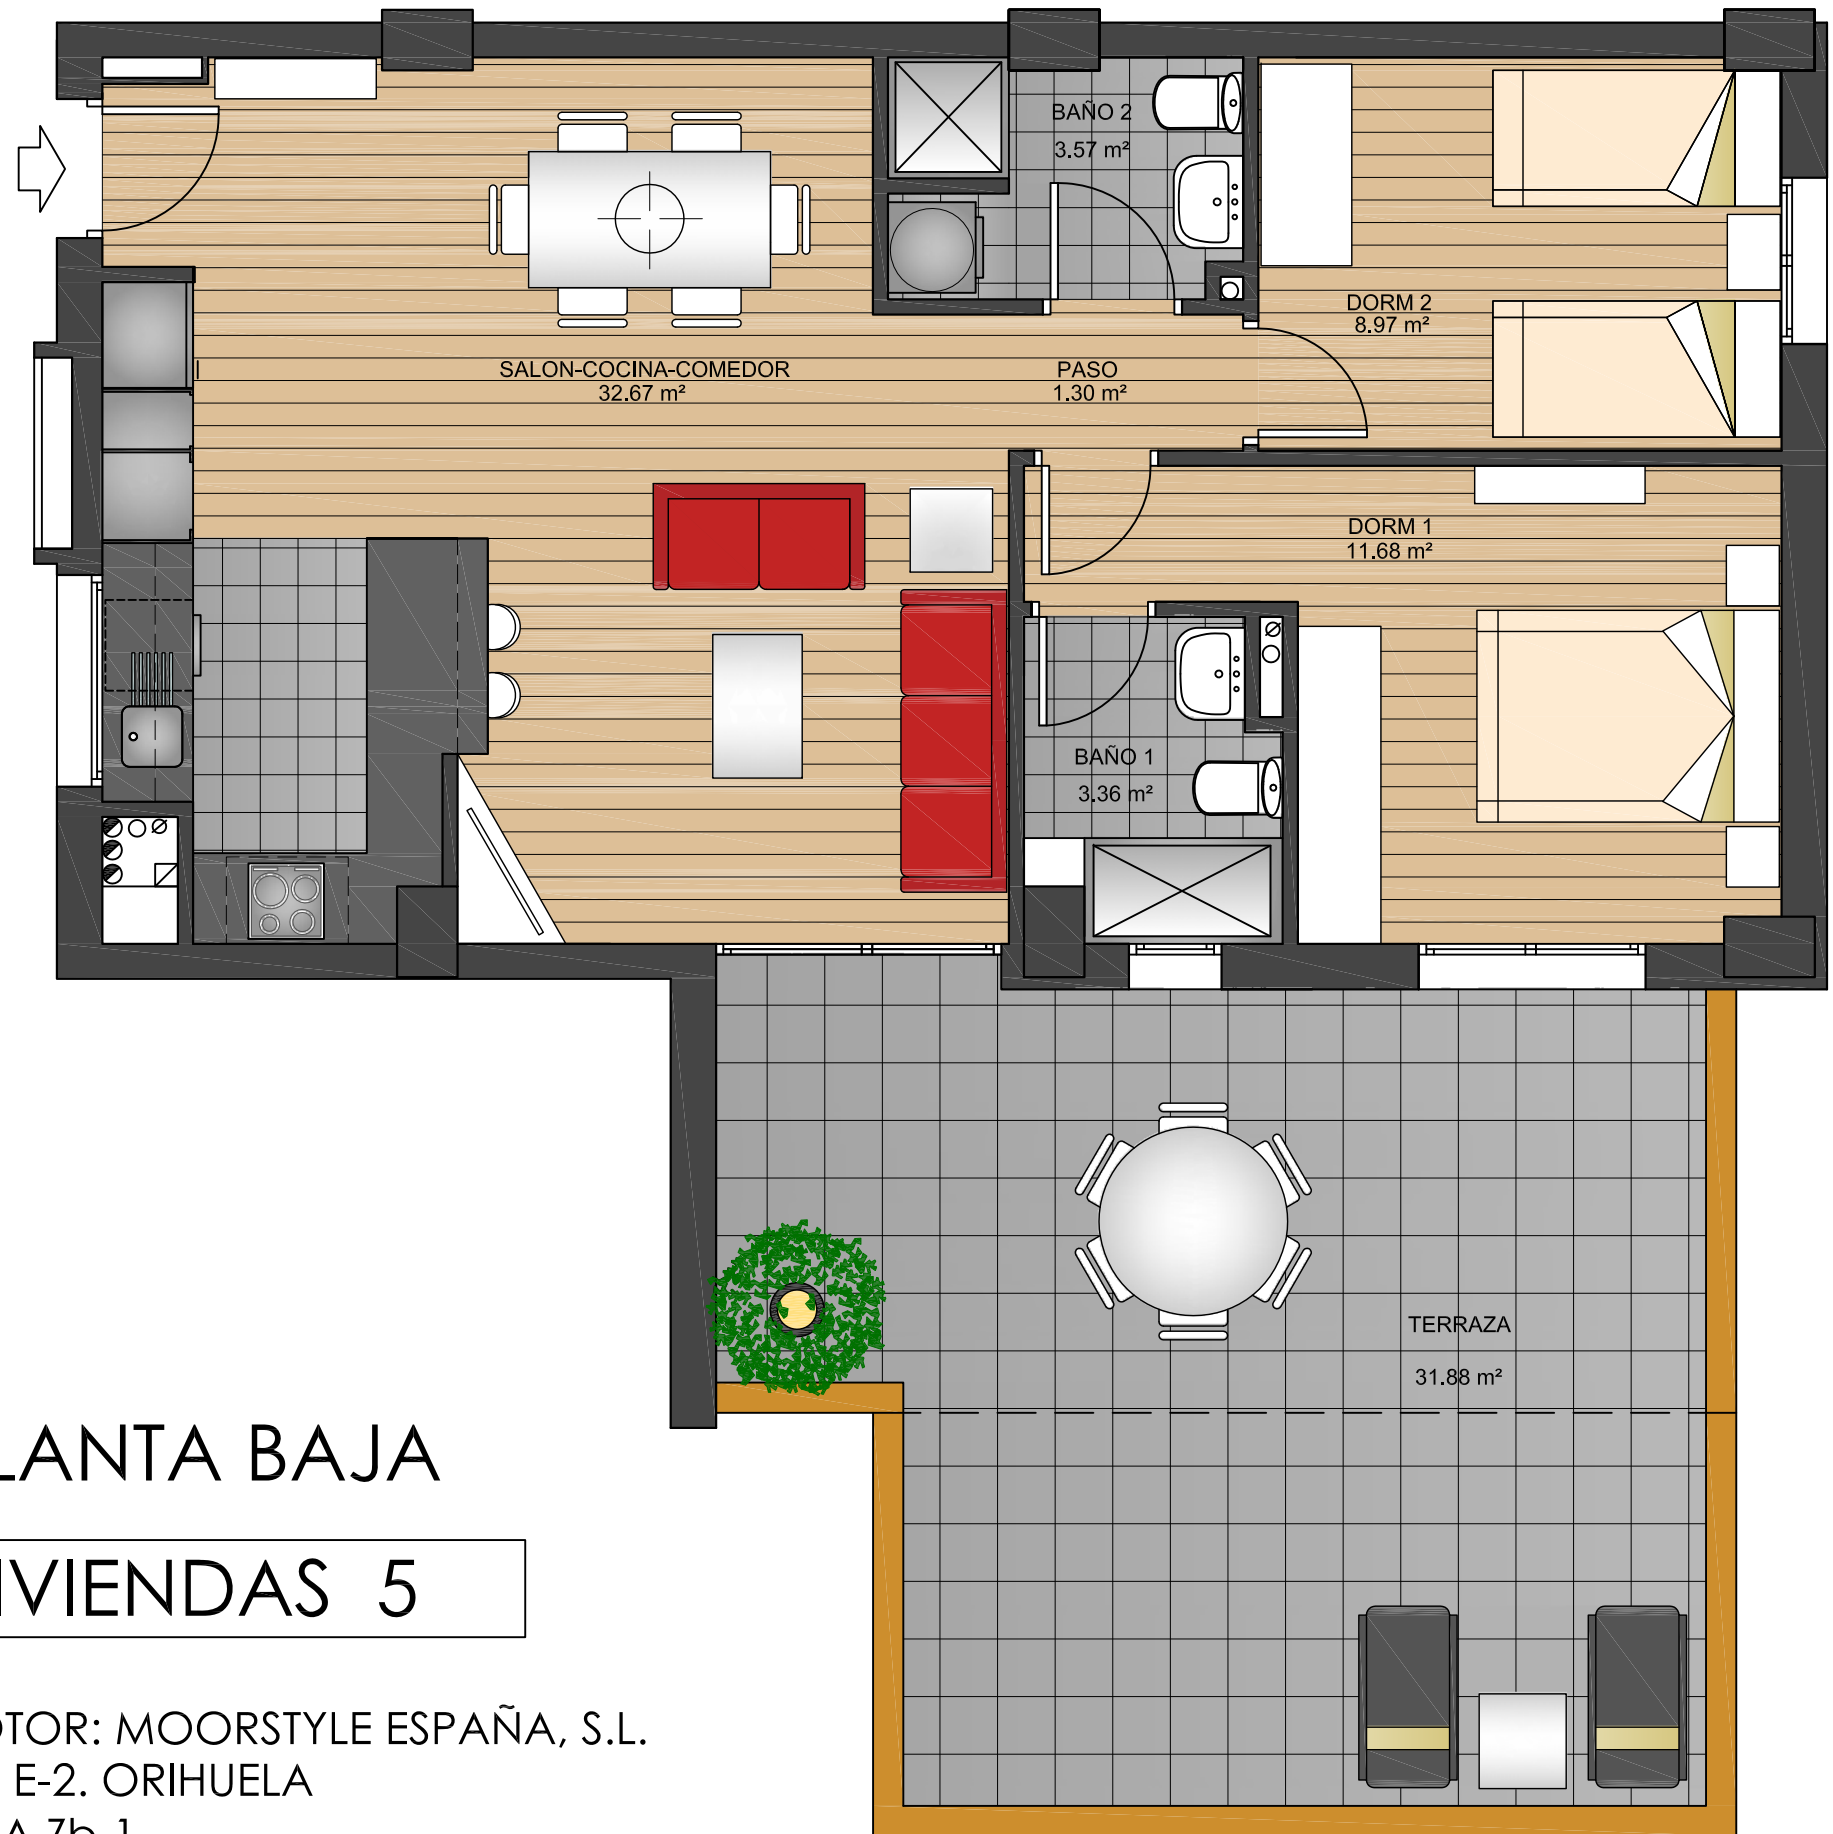 BAÑO 2
3.57 m²
DORM 2
8.97 m²
SALON-COCINA-COMEDOR
32.67 m²
PASO
1.30 m²
DORM 1
11.68 m²
BAÑO 1
3.36 m²
TERRAZA
31.88 m²
LANTA BAJA
IVIENDAS 5
OTOR: MOORSTYLE ESPAÑA, S.L.
E-2. ORIHUELA
A 7b-1